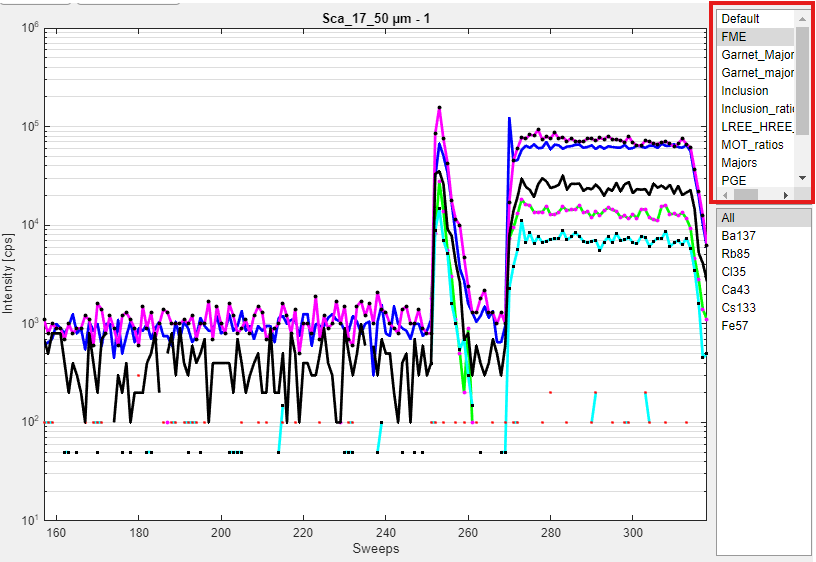 Sca_17_50 µm - 1
10^6
10^5
10^4
10^3
10^2
10^1
Intensity [cps]
160 180 200 220 240 260 280 300
Sweeps
Default
FME
Garnet_Major
Garnet_major
Inclusion
Inclusion_ratio
LREE_HREE_
MOT_ratios
Majors
PGE
All
Ba137
Rb85
Cl35
Ca43
Cs133
Fe57